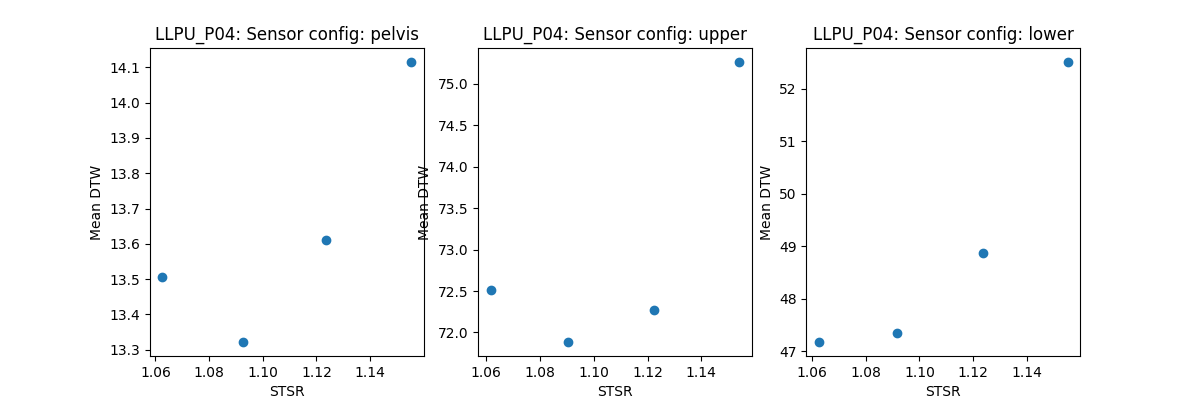 LLPU_P04: Sensor config: pelvis
14.1
14.0
13.9
13.8
13.7
13.6
13.5
13.4
13.3
Mean DTW
1.06 1.08 1.10 1.12 1.14
STSR
LLPU_P04: Sensor config: upper
75.0
74.5
74.0
73.5
73.0
72.5
72.0
Mean DTW
1.06 1.08 1.10 1.12 1.14
STSR
LLPU_P04: Sensor config: lower
52
51
50
49
48
47
Mean DTW
1.06 1.08 1.10 1.12 1.14
STSR